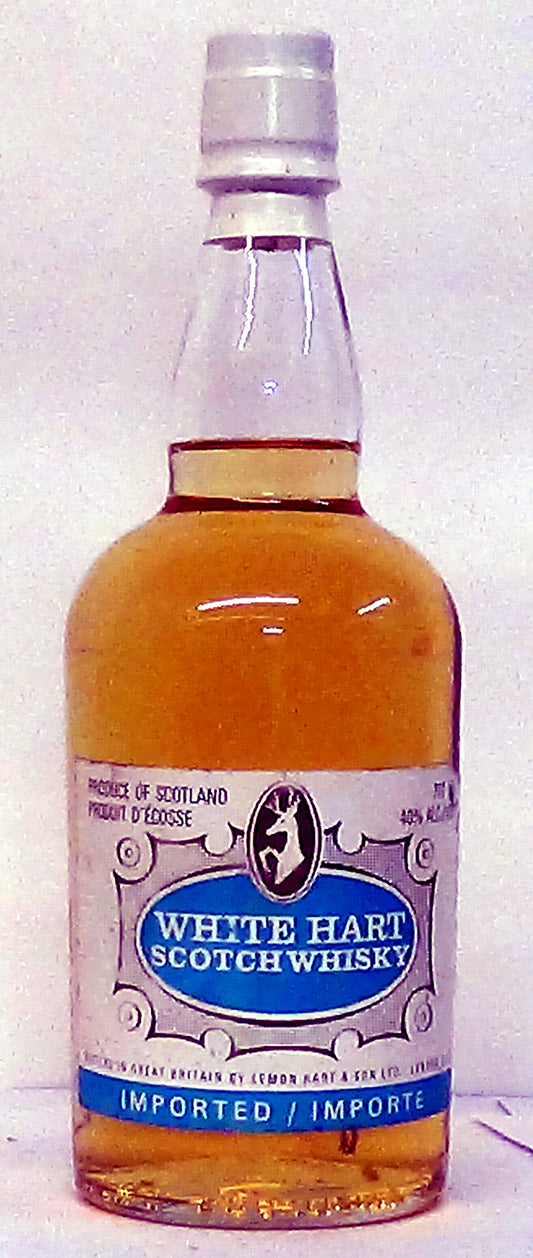 PRODUCE OF SCOTLAND
PRODUIT D'ÉCOSSE
40% ALC
WHITE HART
SCOTCH WHISKY
IN GREAT BRITAIN BY LEMON HART & SON LTD.
IMPORTED / IMPORTE